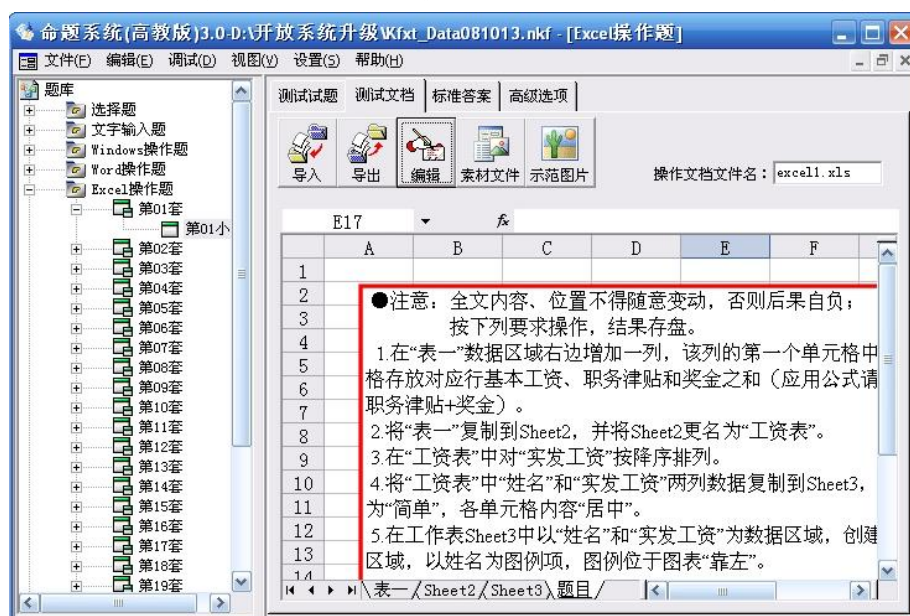 命题系统(高教版)3.0-D:\开放系统升级\Kfxt_Data081013.nkf - [Excel操作题]
文件(F) 编辑(E) 调试(D) 视图(V) 设置(S) 帮助(H)
题库
选择题
文字输入题
Windows操作题
Word操作题
Excel操作题
第01套
第01小
第02套
第03套
第04套
第05套
第06套
第07套
第08套
第09套
第10套
第11套
第12套
第13套
第14套
第15套
第16套
第17套
第18套
第19套
测试试题 测试文档 标准答案 高级选项
导入 导出 编辑 素材文件 示范图片 操作文档文件名： excel1.xls
E17 fx
A B C D E F
1
2
3
4
5
6
7
8
9
10
11
12
13
14
●注意：全文内容、位置不得随意变动，否则后果自负；
按下列要求操作，结果存盘。
1.在“表一”数据区域右边增加一列，该列的第一个单元格中
格存放对应行基本工资、职务津贴和奖金之和（应用公式请
职务津贴+奖金）。
2.将“表一”复制到Sheet2，并将Sheet2更名为“工资表”。
3.在“工资表”中对“实发工资”按降序排列。
4.将“工资表”中“姓名”和“实发工资”两列数据复制到Sheet3，
为“简单”，各单元格内容“居中”。
5.在工作表Sheet3中以“姓名”和“实发工资”为数据区域，创建
区域，以姓名为图例项，图例位于图表“靠左”。
表一 / Sheet2 / Sheet3 \ 题目 /